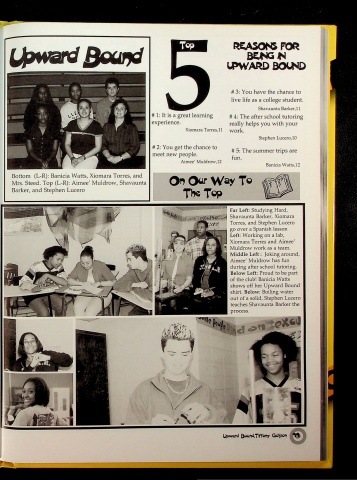 Upward Bound
Bottom (L-R): Banicia Watts, Xiomara Torres, and
Mrs. Steed. Top (L-R): Aimee' Muldrow, Shavaunta
Barker, and Stephen Lucero
Top
5
REASONS FOR
BEING IN
UPWARD BOUND
# 1: It is a great learning
experience.
Xiomara Torres,11
# 2: You get the chance to
meet new people.
Aimee' Muldrow,12
# 3: You have the chance to
live life as a college student.
Shavaunta Barker,11
# 4: The after school tutoring
really helps you with your
work.
Stephen Lucero,10
# 5: The summer trips are
fun.
Banicia Watts,12
On Our Way To
The Top
Far Left: Studying Hard,
Shavaunta Barker, Xiomara
Torres, and Stephen Lucero
go over a Spanish lesson
Left: Working on a lab,
Xiomara Torres and Aimee'
Muldrow work as a team.
Middle Left: Joking around,
Aimee' Muldrow has fun
during after school tutoring.
Below Left: Proud to be part
of the club! Banicia Watts
shows off her Upward Bound
shirt. Below: Boiling water
out of a solid, Stephen Lucero
teaches Shavaunta Barker the
process.
Upward Bound,Tiffany